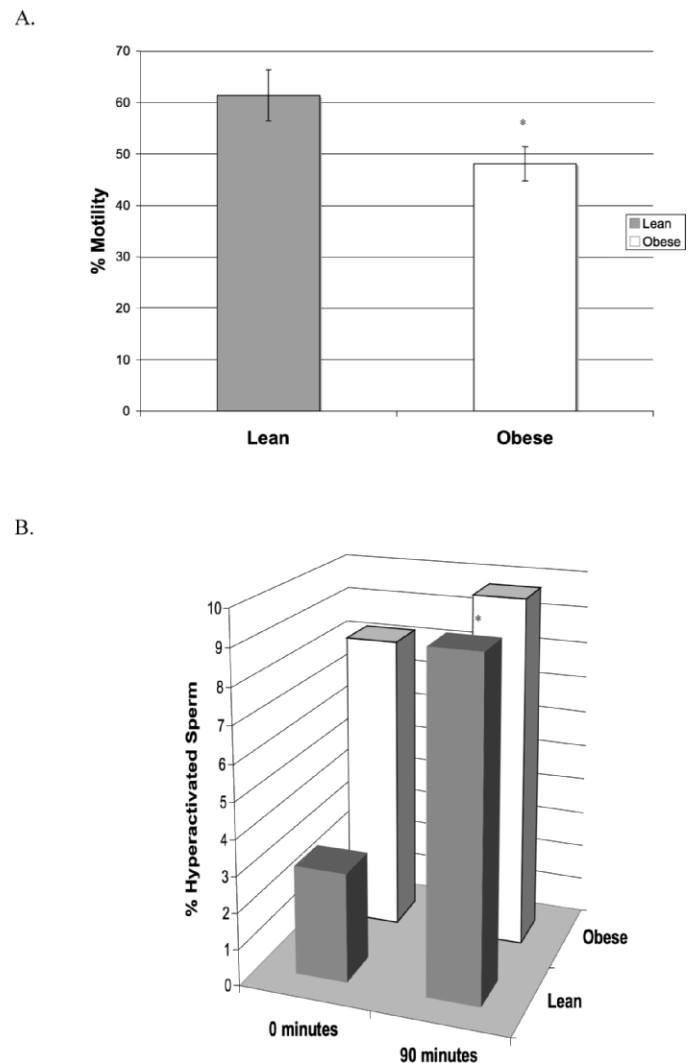 A.
70
60
50
40
30
20
10
0
% Motility
*
Lean
Obese
Lean
Obese
B.
10
9
8
7
6
5
4
3
2
1
0
% Hyperactivated Sperm
*
Obese
Lean
0 minutes
90 minutes